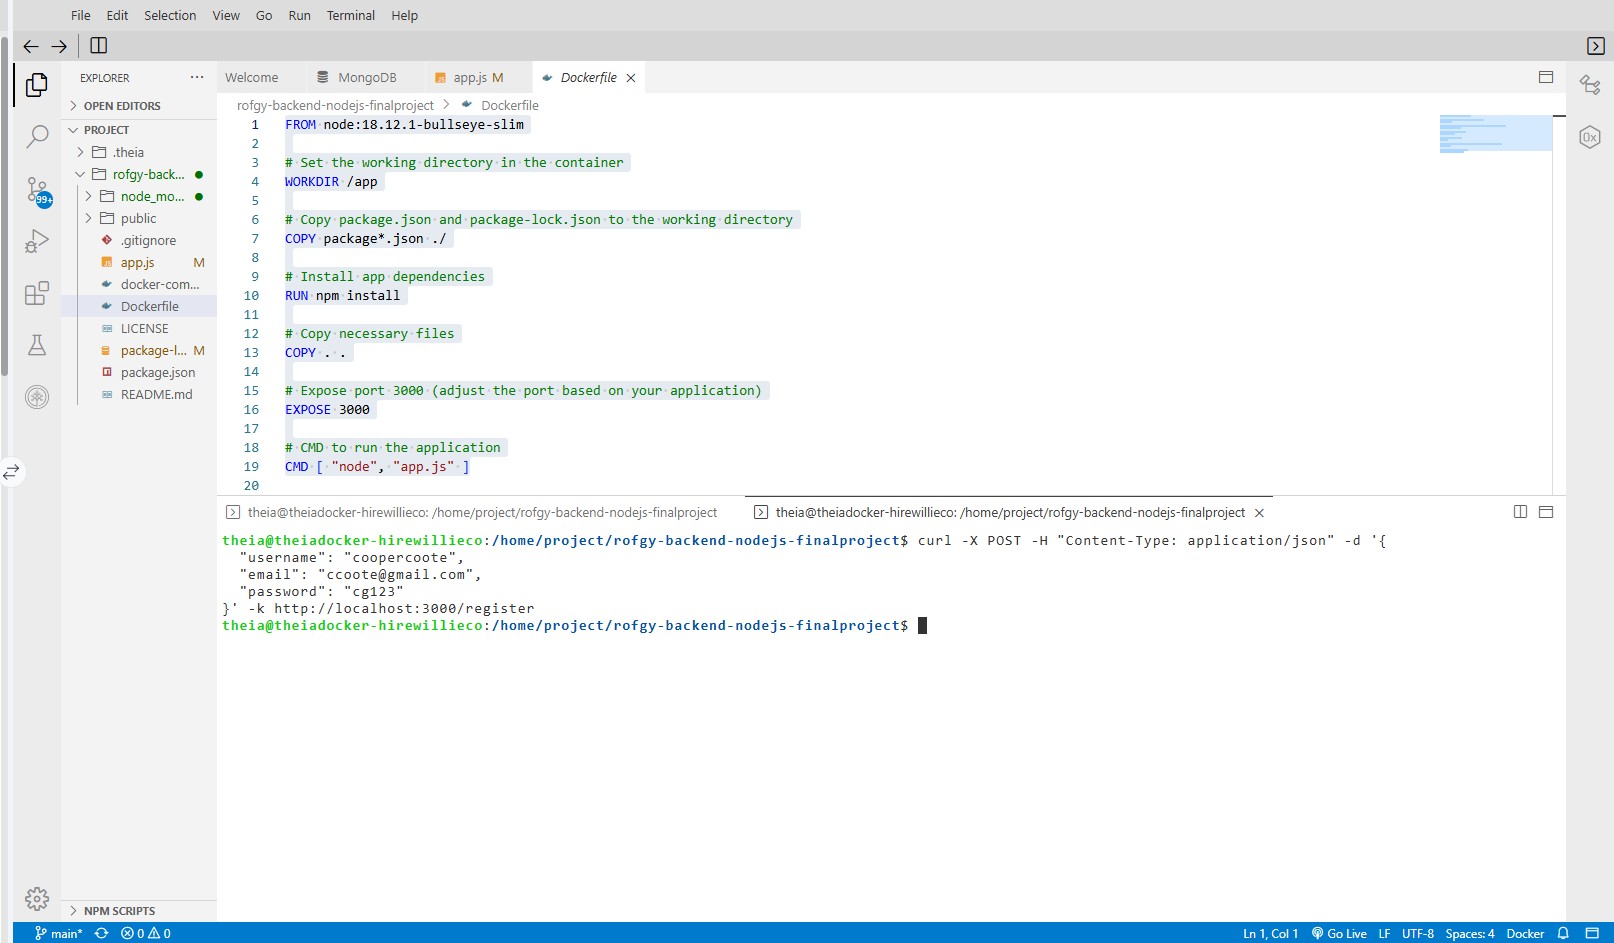 File Edit Selection View Go Run Terminal Help
EXPLORER
OPEN EDITORS
PROJECT
.theia
rofgy-back...
node_mo...
public
.gitignore
app.js M
docker-com...
Dockerfile
LICENSE
package-l... M
package.json
README.md
NPM SCRIPTS
99+
Welcome MongoDB app.js M Dockerfile
rofgy-backend-nodejs-finalproject > Dockerfile
1 FROM node:18.12.1-bullseye-slim
2
3 # Set the working directory in the container
4 WORKDIR /app
5
6 # Copy package.json and package-lock.json to the working directory
7 COPY package*.json ./
8
9 # Install app dependencies
10 RUN npm install
11
12 # Copy necessary files
13 COPY . .
14
15 # Expose port 3000 (adjust the port based on your application)
16 EXPOSE 3000
17
18 # CMD to run the application
19 CMD [ "node", "app.js" ]
20
0x
theia@theiadocker-hirewillieco: /home/project/rofgy-backend-nodejs-finalproject theia@theiadocker-hirewillieco: /home/project/rofgy-backend-nodejs-finalproject
theia@theiadocker-hirewillieco:/home/project/rofgy-backend-nodejs-finalproject$ curl -X POST -H "Content-Type: application/json" -d '{
"username": "coopercoote",
"email": "ccoote@gmail.com",
"password": "cg123"
}' -k http://localhost:3000/register
theia@theiadocker-hirewillieco:/home/project/rofgy-backend-nodejs-finalproject$
main* 0 0 Ln 1, Col 1 Go Live LF UTF-8 Spaces: 4 Docker